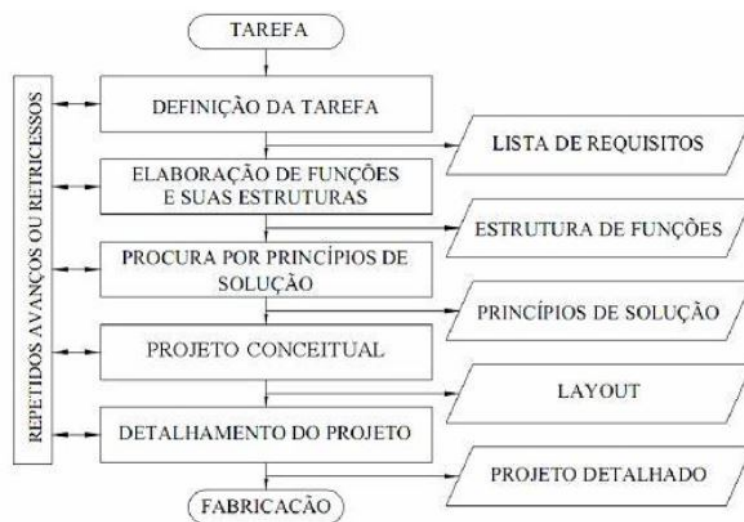 TAREFA
REPETIDOS AVANÇOS OU RETRICESSOS
DEFINIÇÃO DA TAREFA
LISTA DE REQUISITOS
ELABORAÇÃO DE FUNÇÕES
E SUAS ESTRUTURAS
ESTRUTURA DE FUNÇÕES
PROCURA POR PRINCÍPIOS DE
SOLUÇÃO
PRINCÍPIOS DE SOLUÇÃO
PROJETO CONCEITUAL
LAYOUT
DETALHAMENTO DO PROJETO
PROJETO DETALHADO
FABRICACÃO